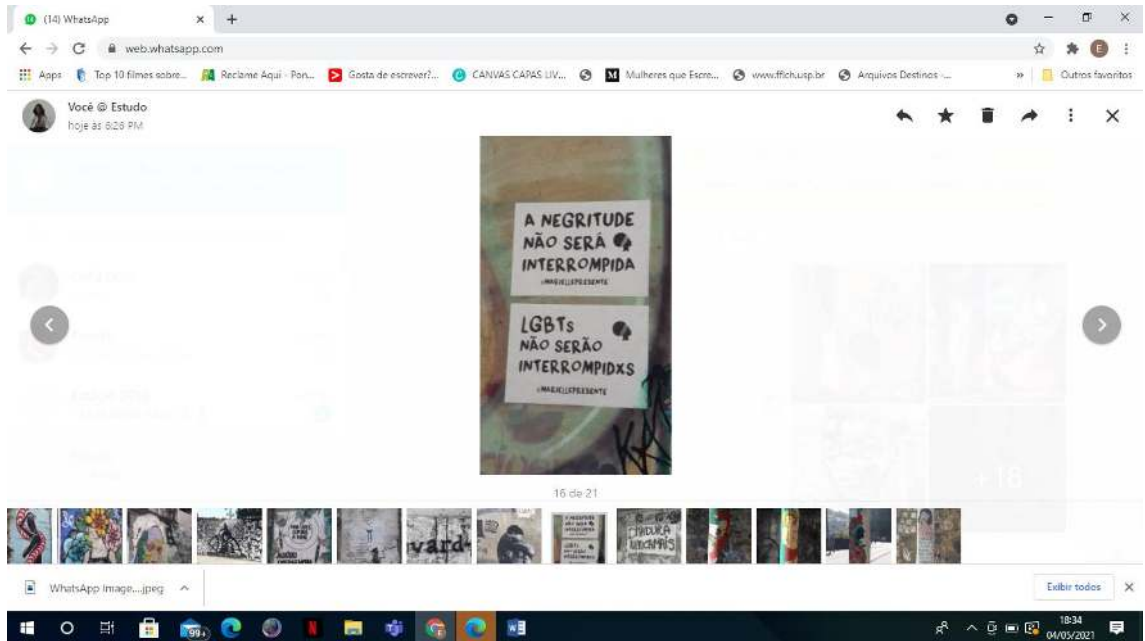 (14) WhatsApp
web.whatsapp.com
Apps
Top 10 filmes sobre...
Reclame Aqui - Pon...
Gosta de escrever?...
CANVAS CAPAS LIV...
Mulheres que Escre...
www.fflch.usp.br
Arquivos Destinos -...
Outros favoritos
Você @ Estudo
hoje às 6:26 PM
A NEGRITUDE
NÃO SERÁ
INTERROMPIDA
#MARIELLEPRESENTE
LGBTs
NÃO SERÃO
INTERROMPIDXS
#MARIELLEPRESENTE
16 de 21
+18
WhatsApp Image....jpeg
Exibir todos
99+
18:34
04/05/2021